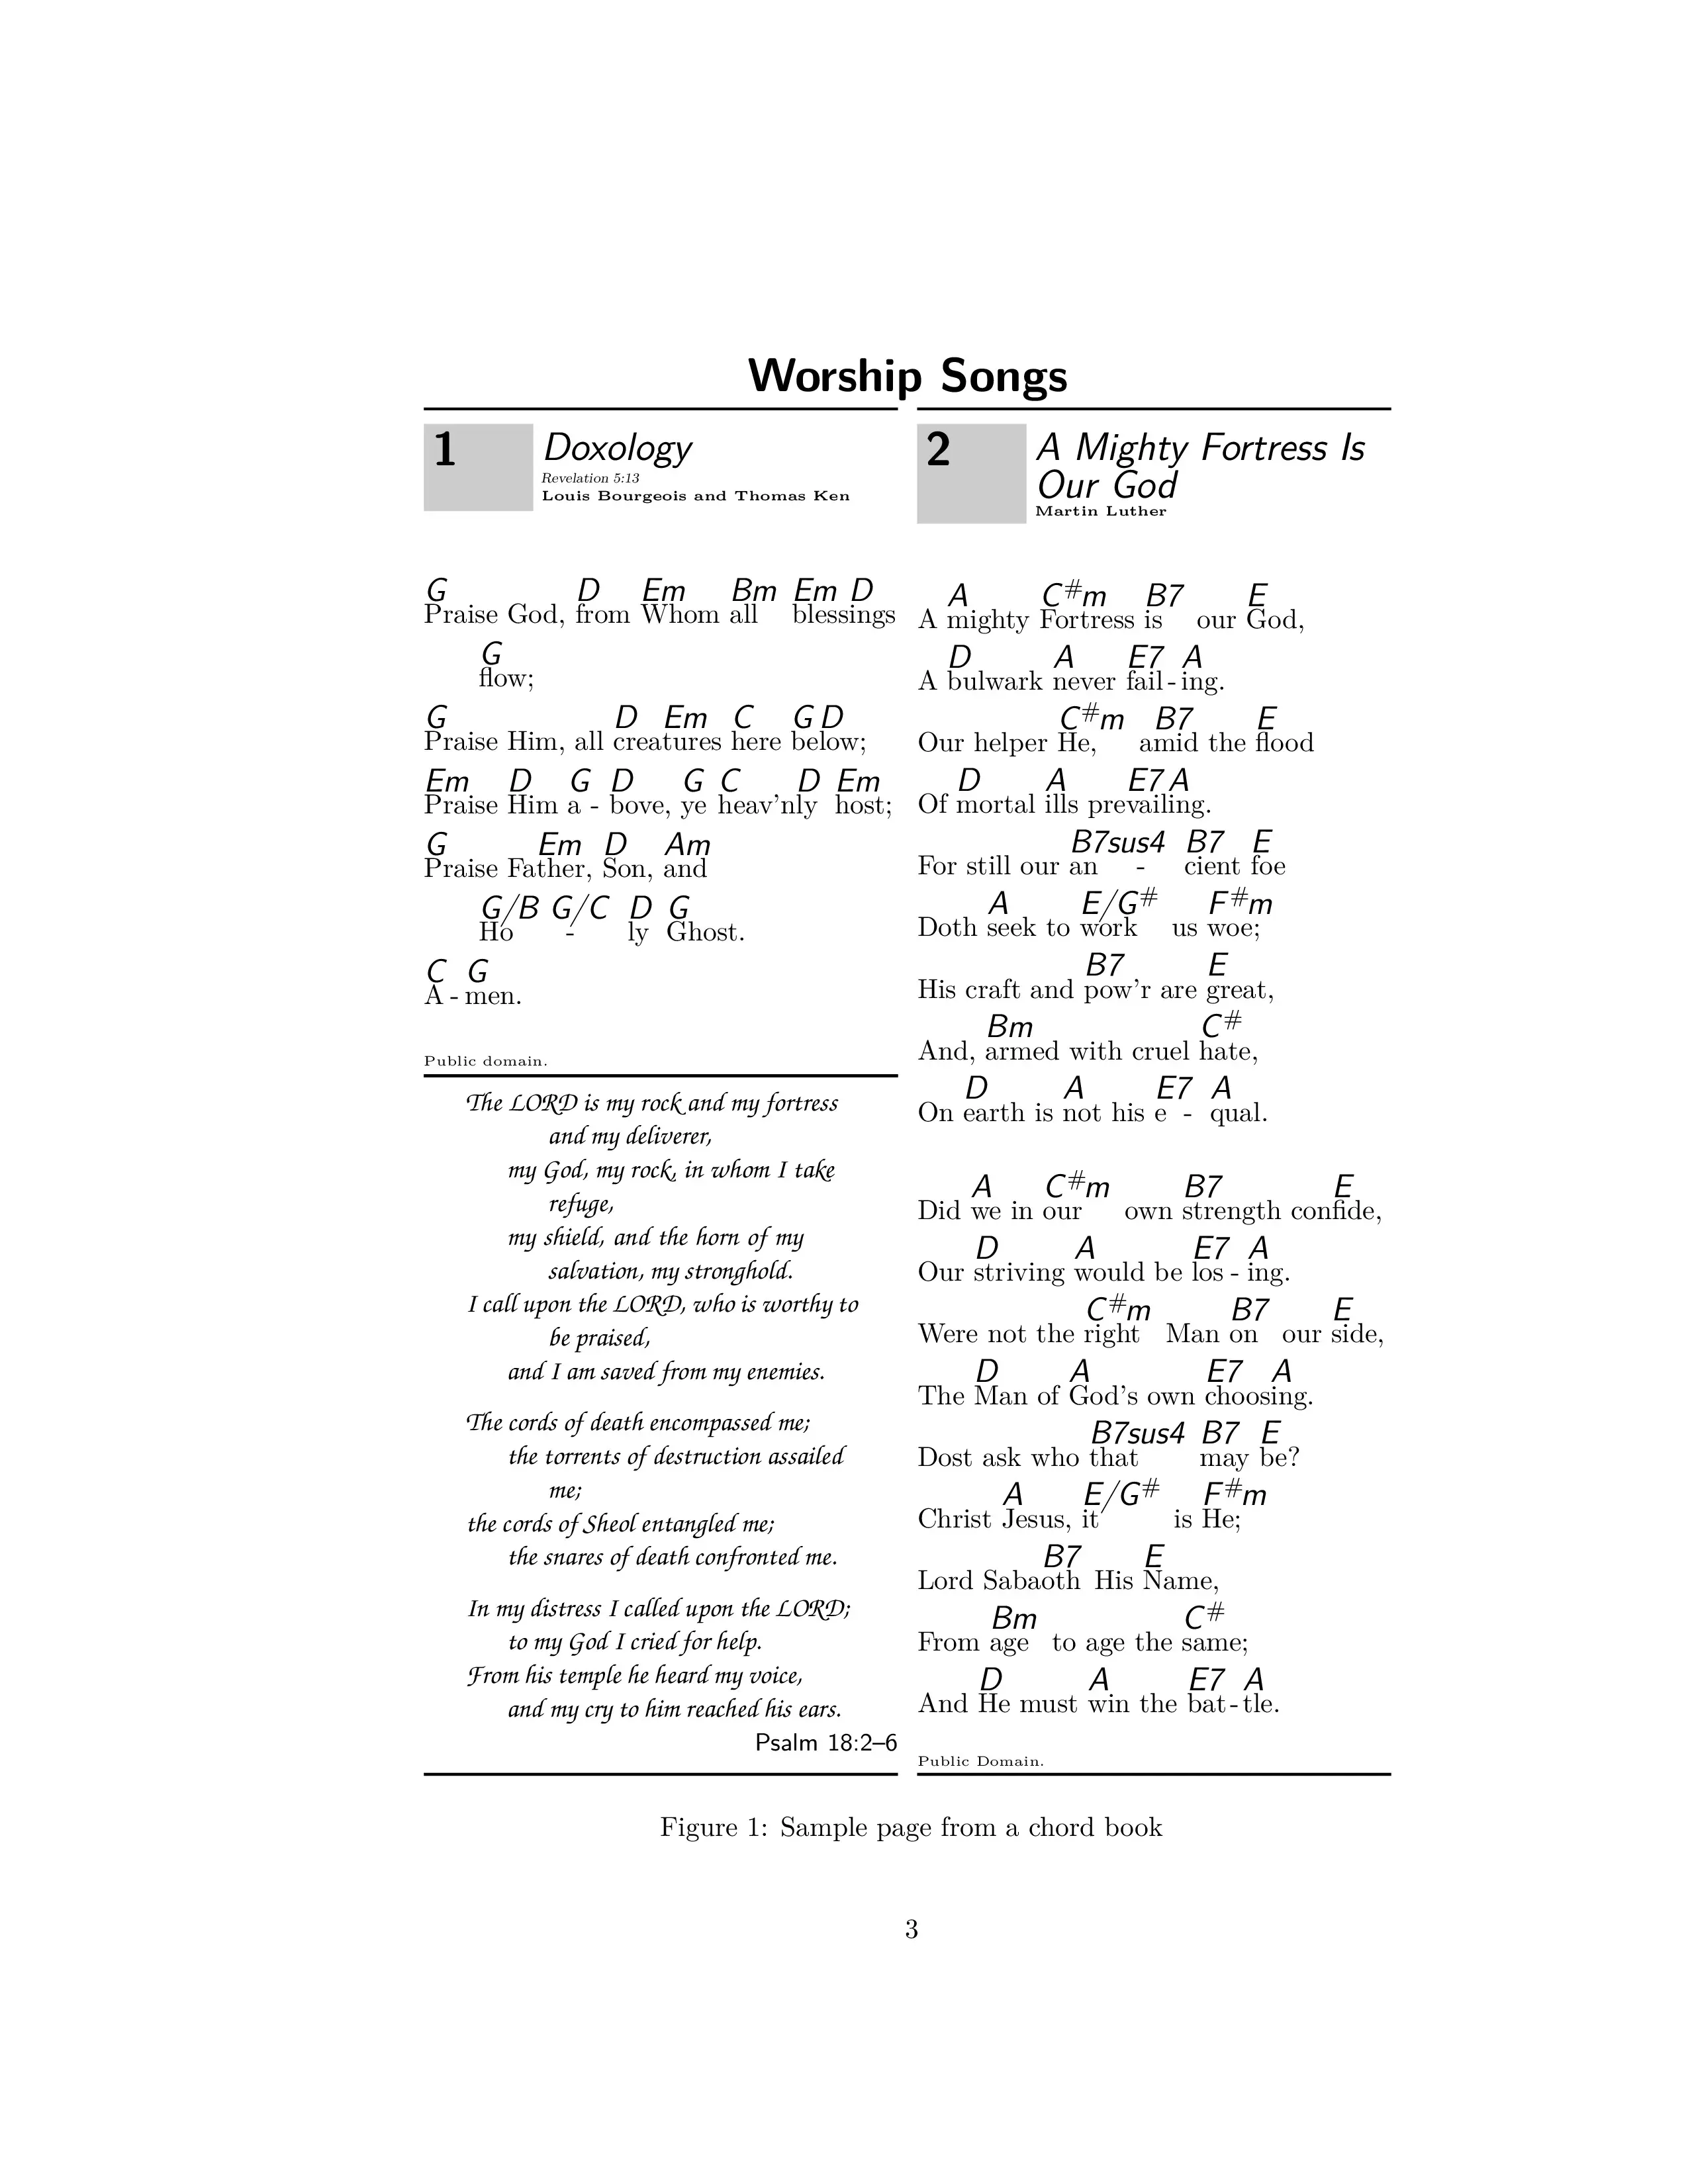 Worship Songs
1
Doxology
Revelation 5:13
Louis Bourgeois and Thomas Ken
G D Em Bm Em D
Praise God, from Whom all blessings
G
flow;
G D Em C G D
Praise Him, all creatures here below;
Em D G D G C D Em
Praise Him a - bove, ye heav'nly host;
G Em D Am
Praise Father, Son, and
G/B G/C D G
Ho - ly Ghost.
C G
A - men.
Public domain.
The LORD is my rock and my fortress
and my deliverer,
my God, my rock, in whom I take
refuge,
my shield, and the horn of my
salvation, my stronghold.
I call upon the LORD, who is worthy to
be praised,
and I am saved from my enemies.
The cords of death encompassed me;
the torrents of destruction assailed
me;
the cords of Sheol entangled me;
the snares of death confronted me.
In my distress I called upon the LORD;
to my God I cried for help.
From his temple he heard my voice,
and my cry to him reached his ears.
Psalm 18:2–6
2
A Mighty Fortress Is
Our God
Martin Luther
A C#m B7 E
A mighty Fortress is our God,
D A E7 A
A bulwark never fail - ing.
C#m B7 E
Our helper He, amid the flood
D A E7 A
Of mortal ills prevailing.
B7sus4 B7 E
For still our an - cient foe
A E/G# F#m
Doth seek to work us woe;
B7 E
His craft and pow'r are great,
Bm C#
And, armed with cruel hate,
D A E7 A
On earth is not his e - qual.
A C#m B7 E
Did we in our own strength confide,
D A E7 A
Our striving would be los - ing.
C#m B7 E
Were not the right Man on our side,
D A E7 A
The Man of God's own choosing.
B7sus4 B7 E
Dost ask who that may be?
A E/G# F#m
Christ Jesus, it is He;
B7 E
Lord Sabaoth His Name,
Bm C#
From age to age the same;
D A E7 A
And He must win the bat - tle.
Public Domain.
Figure 1: Sample page from a chord book
3